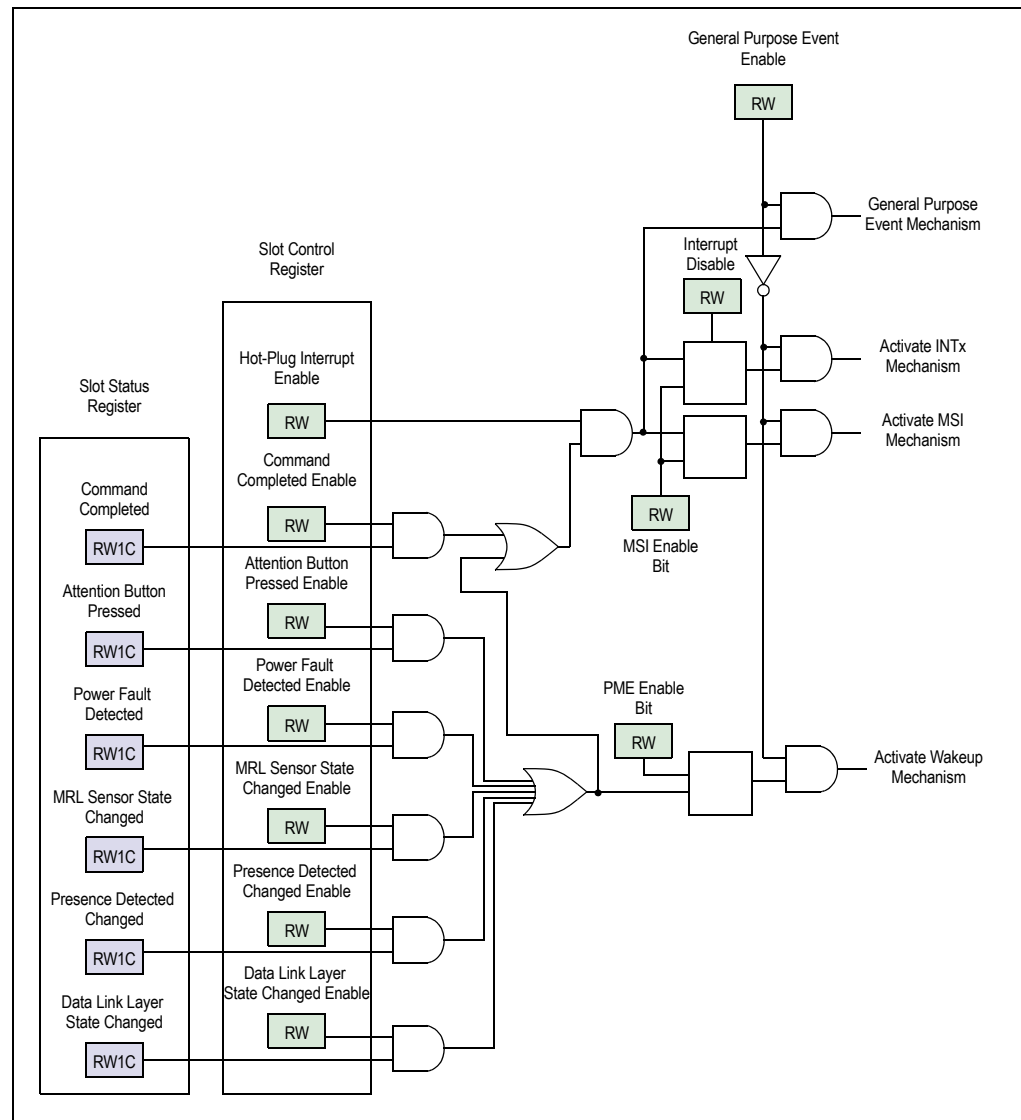 General Purpose Event
Enable
RW
General Purpose
Event Mechanism
Slot Control
Register
Interrupt
Disable
RW
Hot-Plug Interrupt
Enable
RW
Activate INTx
Mechanism
Slot Status
Register
Activate MSI
Mechanism
Command
Completed Enable
RW
RW
MSI Enable
Bit
Command
Completed
RW1C
Attention Button
Pressed Enable
RW
Attention Button
Pressed
RW1C
Power Fault
Detected Enable
RW
PME Enable
Bit
RW
Power Fault
Detected
RW1C
MRL Sensor State
Changed Enable
RW
Activate Wakeup
Mechanism
MRL Sensor State
Changed
RW1C
Presence Detected
Changed Enable
RW
Presence Detected
Changed
RW1C
Data Link Layer
State Changed Enable
RW
Data Link Layer
State Changed
RW1C